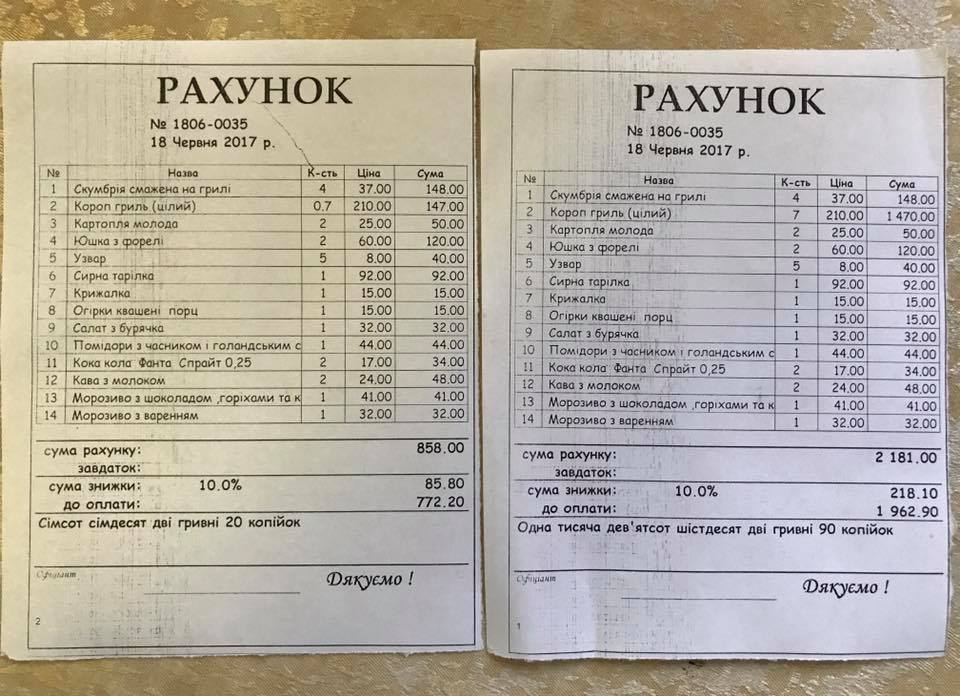 РАХУНОК
№ 1806-0035
18 Червня 2017 р.
№ Назва К-сть Ціна Сума
1 Скумбрія смажена на грилі 4 37.00 148.00
2 Короп гриль (цілий) 0.7 210.00 147.00
3 Картопля молода 2 25.00 50.00
4 Юшка з форелі 2 60.00 120.00
5 Узвар 5 8.00 40.00
6 Сирна тарілка 1 92.00 92.00
7 Крижалка 1 15.00 15.00
8 Огірки квашені порц 1 15.00 15.00
9 Салат з бурячка 1 32.00 32.00
10 Помідори з часником і голандським с 1 44.00 44.00
11 Кока кола Фанта Спрайт 0,25 2 17.00 34.00
12 Кава з молоком 2 24.00 48.00
13 Морозиво з шоколадом ,горіхами та к 1 41.00 41.00
14 Морозиво з варенням 1 32.00 32.00
сума рахунку: 858.00
завдаток:
сума знижки: 10.0% 85.80
до оплати: 772.20
Сімсот сімдесят дві гривні 20 копійок
Офіціант
Дякуємо !
2
РАХУНОК
№ 1806-0035
18 Червня 2017 р.
№ Назва К-сть Ціна Сума
1 Скумбрія смажена на грилі 4 37.00 148.00
2 Короп гриль (цілий) 7 210.00 1 470.00
3 Картопля молода 2 25.00 50.00
4 Юшка з форелі 2 60.00 120.00
5 Узвар 5 8.00 40.00
6 Сирна тарілка 1 92.00 92.00
7 Крижалка 1 15.00 15.00
8 Огірки квашені порц 1 15.00 15.00
9 Салат з бурячка 1 32.00 32.00
10 Помідори з часником і голандським с 1 44.00 44.00
11 Кока кола Фанта Спрайт 0,25 2 17.00 34.00
12 Кава з молоком 2 24.00 48.00
13 Морозиво з шоколадом ,горіхами та к 1 41.00 41.00
14 Морозиво з варенням 1 32.00 32.00
сума рахунку: 2 181.00
завдаток:
сума знижки: 10.0% 218.10
до оплати: 1 962.90
Одна тисяча дев'ятсот шістдесят дві гривні 90 копійок
Офіціант
Дякуємо !
1